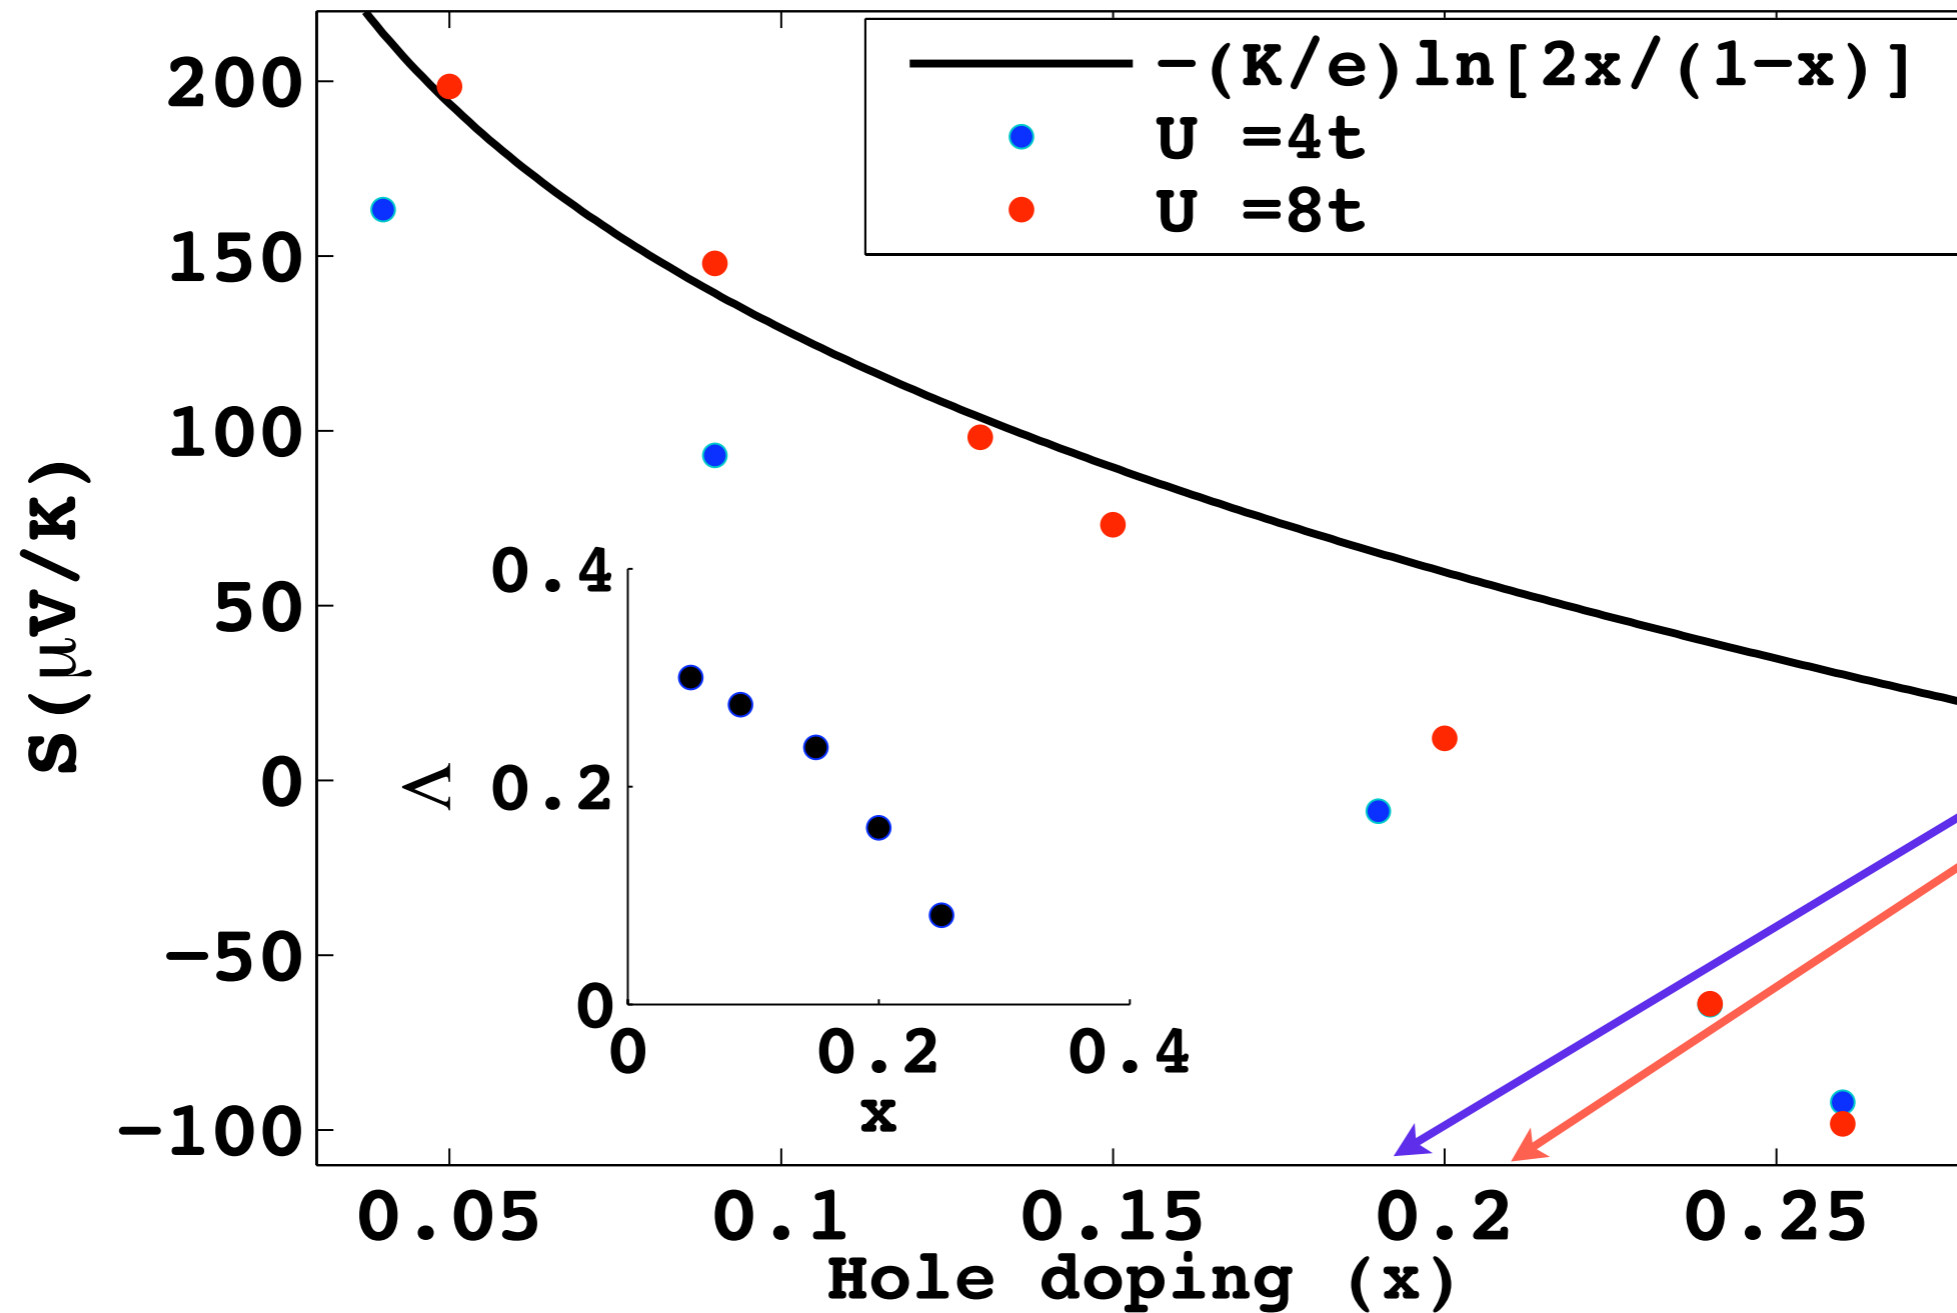 −(K/e)ln[2x/(1−x)]
U =4t
U =8t
200
150
100
50
0
−50
−100
S(μV/K)
0.4
0.2
0
Λ
0 0.2 0.4
x
0.05 0.1 0.15 0.2 0.25
Hole doping (x)